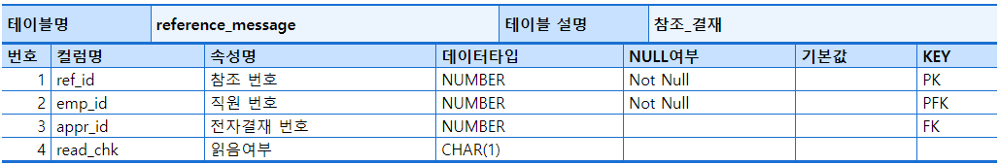 테이블명 reference_message 테이블 설명 참조_결재
번호 컬럼명 속성명 데이터타입 NULL여부 기본값 KEY
1 ref_id 참조 번호 NUMBER Not Null PK
2 emp_id 직원 번호 NUMBER Not Null PFK
3 appr_id 전자결재 번호 NUMBER FK
4 read_chk 읽음여부 CHAR(1)